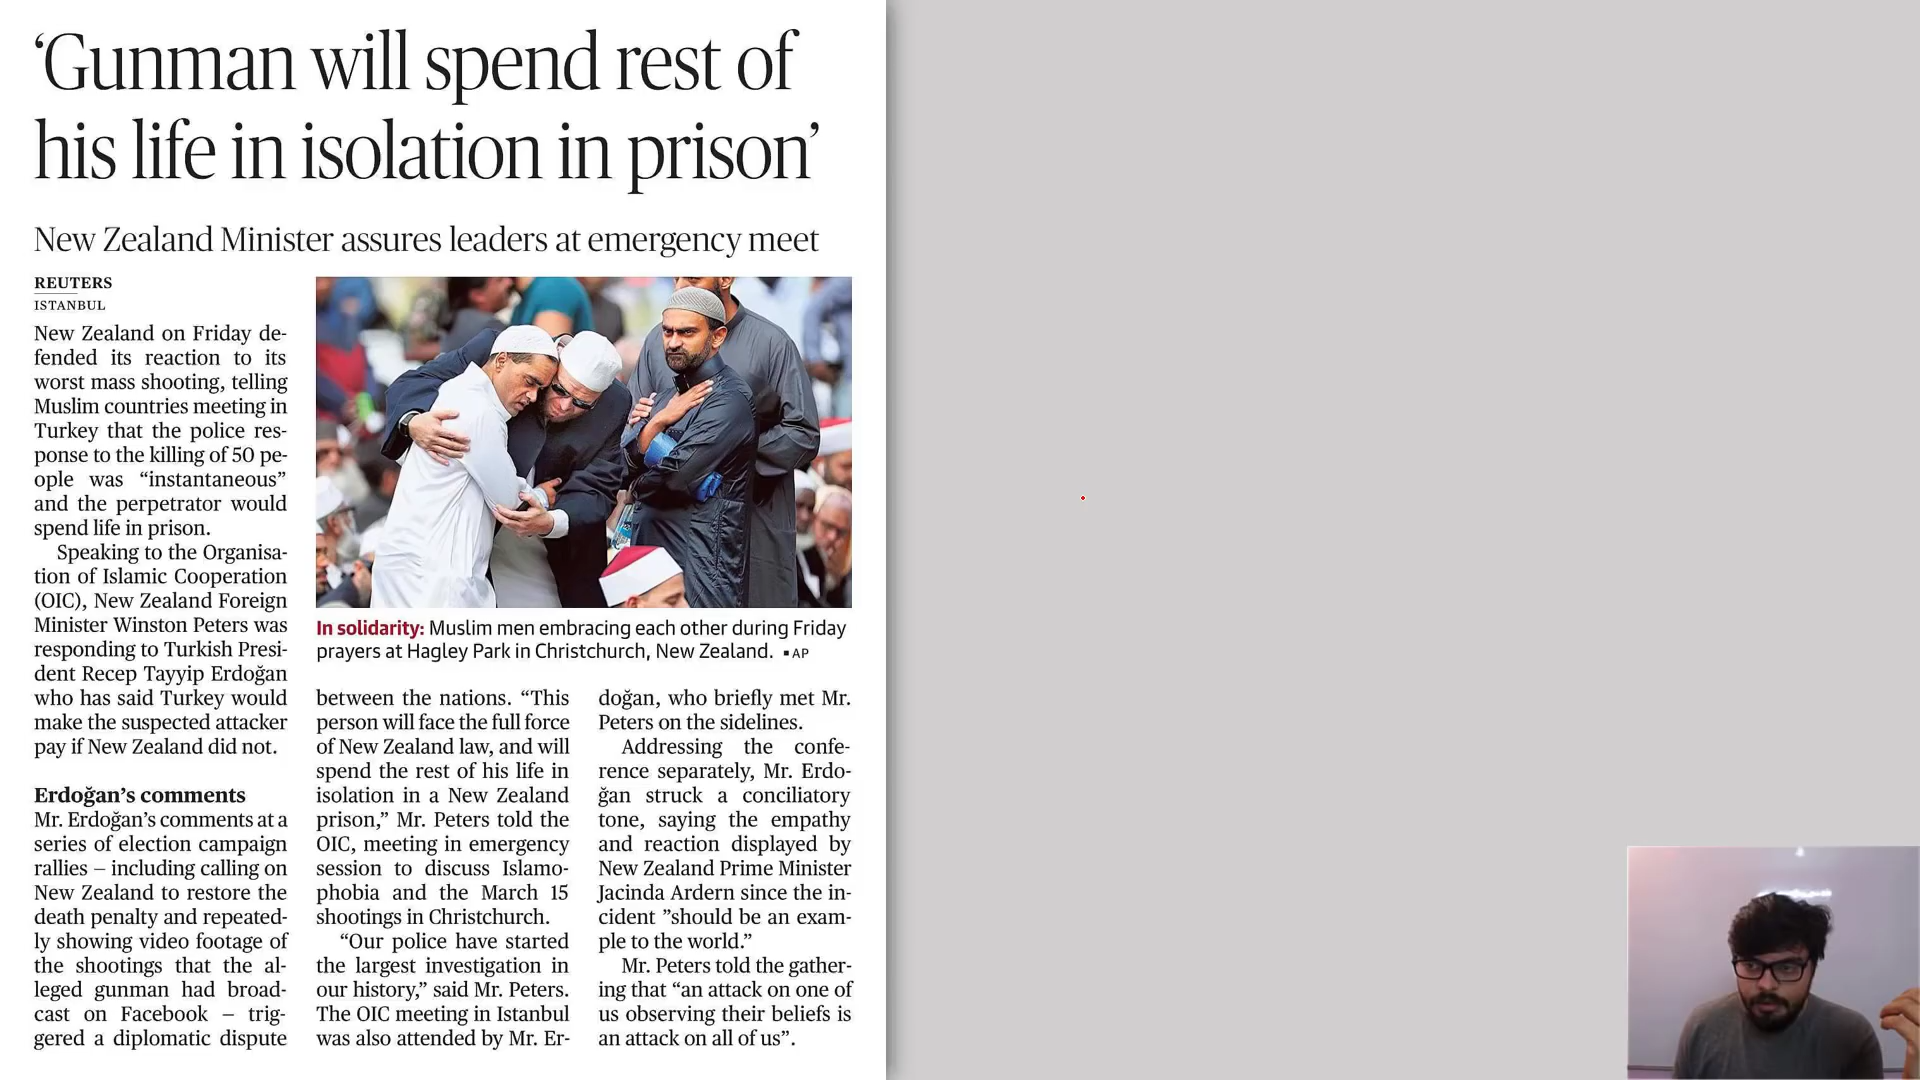 ‘Gunman will spend rest of
his life in isolation in prison’
New Zealand Minister assures leaders at emergency meet
REUTERS
ISTANBUL
New Zealand on Friday de-
fended its reaction to its
worst mass shooting, telling
Muslim countries meeting in
Turkey that the police res-
ponse to the killing of 50 pe-
ople was “instantaneous”
and the perpetrator would
spend life in prison.
Speaking to the Organisa-
tion of Islamic Cooperation
(OIC), New Zealand Foreign
Minister Winston Peters was
responding to Turkish Presi-
dent Recep Tayyip Erdoğan
who has said Turkey would
make the suspected attacker
pay if New Zealand did not.
Erdoğan’s comments
Mr. Erdoğan’s comments at a
series of election campaign
rallies – including calling on
New Zealand to restore the
death penalty and repeated-
ly showing video footage of
the shootings that the al-
leged gunman had broad-
cast on Facebook – trig-
gered a diplomatic dispute
In solidarity: Muslim men embracing each other during Friday
prayers at Hagley Park in Christchurch, New Zealand. ▪ AP
between the nations. “This
person will face the full force
of New Zealand law, and will
spend the rest of his life in
isolation in a New Zealand
prison,” Mr. Peters told the
OIC, meeting in emergency
session to discuss Islamo-
phobia and the March 15
shootings in Christchurch.
“Our police have started
the largest investigation in
our history,” said Mr. Peters.
The OIC meeting in Istanbul
was also attended by Mr. Er-
doğan, who briefly met Mr.
Peters on the sidelines.
Addressing the confe-
rence separately, Mr. Erdo-
ğan struck a conciliatory
tone, saying the empathy
and reaction displayed by
New Zealand Prime Minister
Jacinda Ardern since the in-
cident ”should be an exam-
ple to the world.”
Mr. Peters told the gather-
ing that “an attack on one of
us observing their beliefs is
an attack on all of us”.